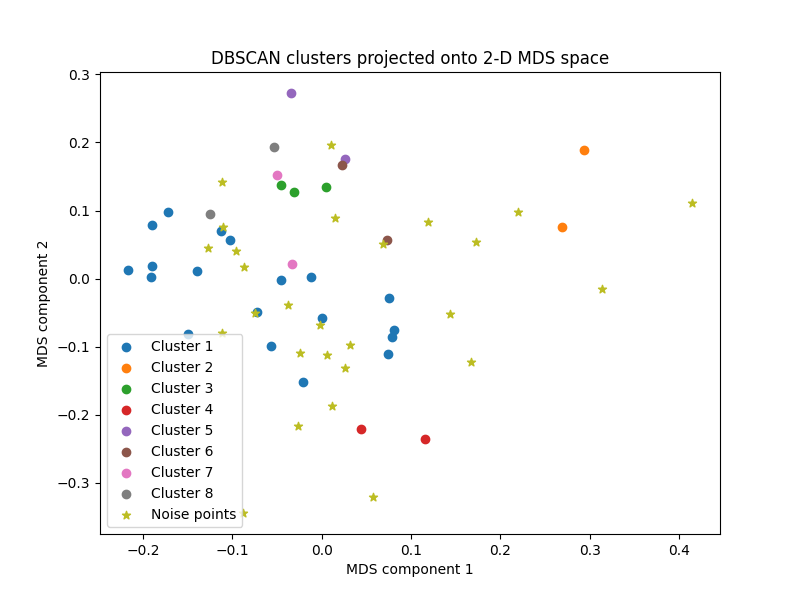 DBSCAN clusters projected onto 2-D MDS space
0.3
0.2
0.1
0.0
−0.1
−0.2
−0.3
MDS component 2
Cluster 1
Cluster 2
Cluster 3
Cluster 4
Cluster 5
Cluster 6
Cluster 7
Cluster 8
Noise points
−0.2 −0.1 0.0 0.1 0.2 0.3 0.4
MDS component 1